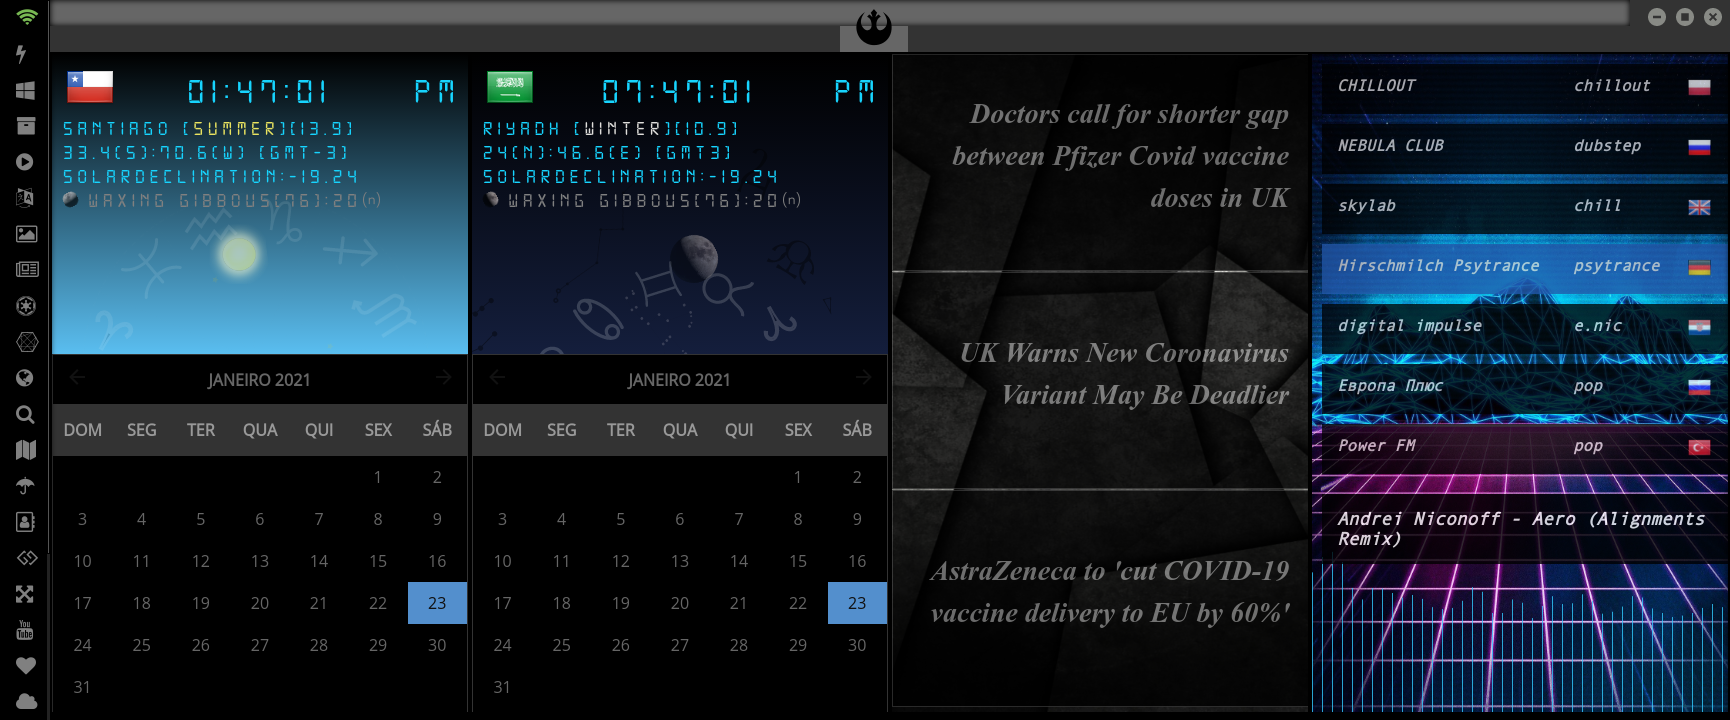 01:47:01 PM
SANTIAGO [SUMMER][13.9]
33.4(S):70.6(W) [GMT-3]
SOLARDECLINATION:-19.24
WAXING GIBBOUS[76]:20(n)
JANEIRO 2021
DOM SEG TER QUA QUI SEX SÁB
1 2
3 4 5 6 7 8 9
10 11 12 13 14 15 16
17 18 19 20 21 22 23
24 25 26 27 28 29 30
31
07:47:01 PM
RIYADH [WINTER][10.9]
24(N):46.6(E) [GMT3]
SOLARDECLINATION:-19.24
WAXING GIBBOUS[76]:20(n)
JANEIRO 2021
DOM SEG TER QUA QUI SEX SÁB
1 2
3 4 5 6 7 8 9
10 11 12 13 14 15 16
17 18 19 20 21 22 23
24 25 26 27 28 29 30
31
Doctors call for shorter gap
between Pfizer Covid vaccine
doses in UK
UK Warns New Coronavirus
Variant May Be Deadlier
AstraZeneca to 'cut COVID-19
vaccine delivery to EU by 60%'
CHILLOUT chillout
NEBULA CLUB dubstep
skylab chill
Hirschmilch Psytrance psytrance
digital impulse e.nic
Европа Плюс pop
Power FM pop
Andrei Niconoff - Aero (Alignments
Remix)
You
Tube